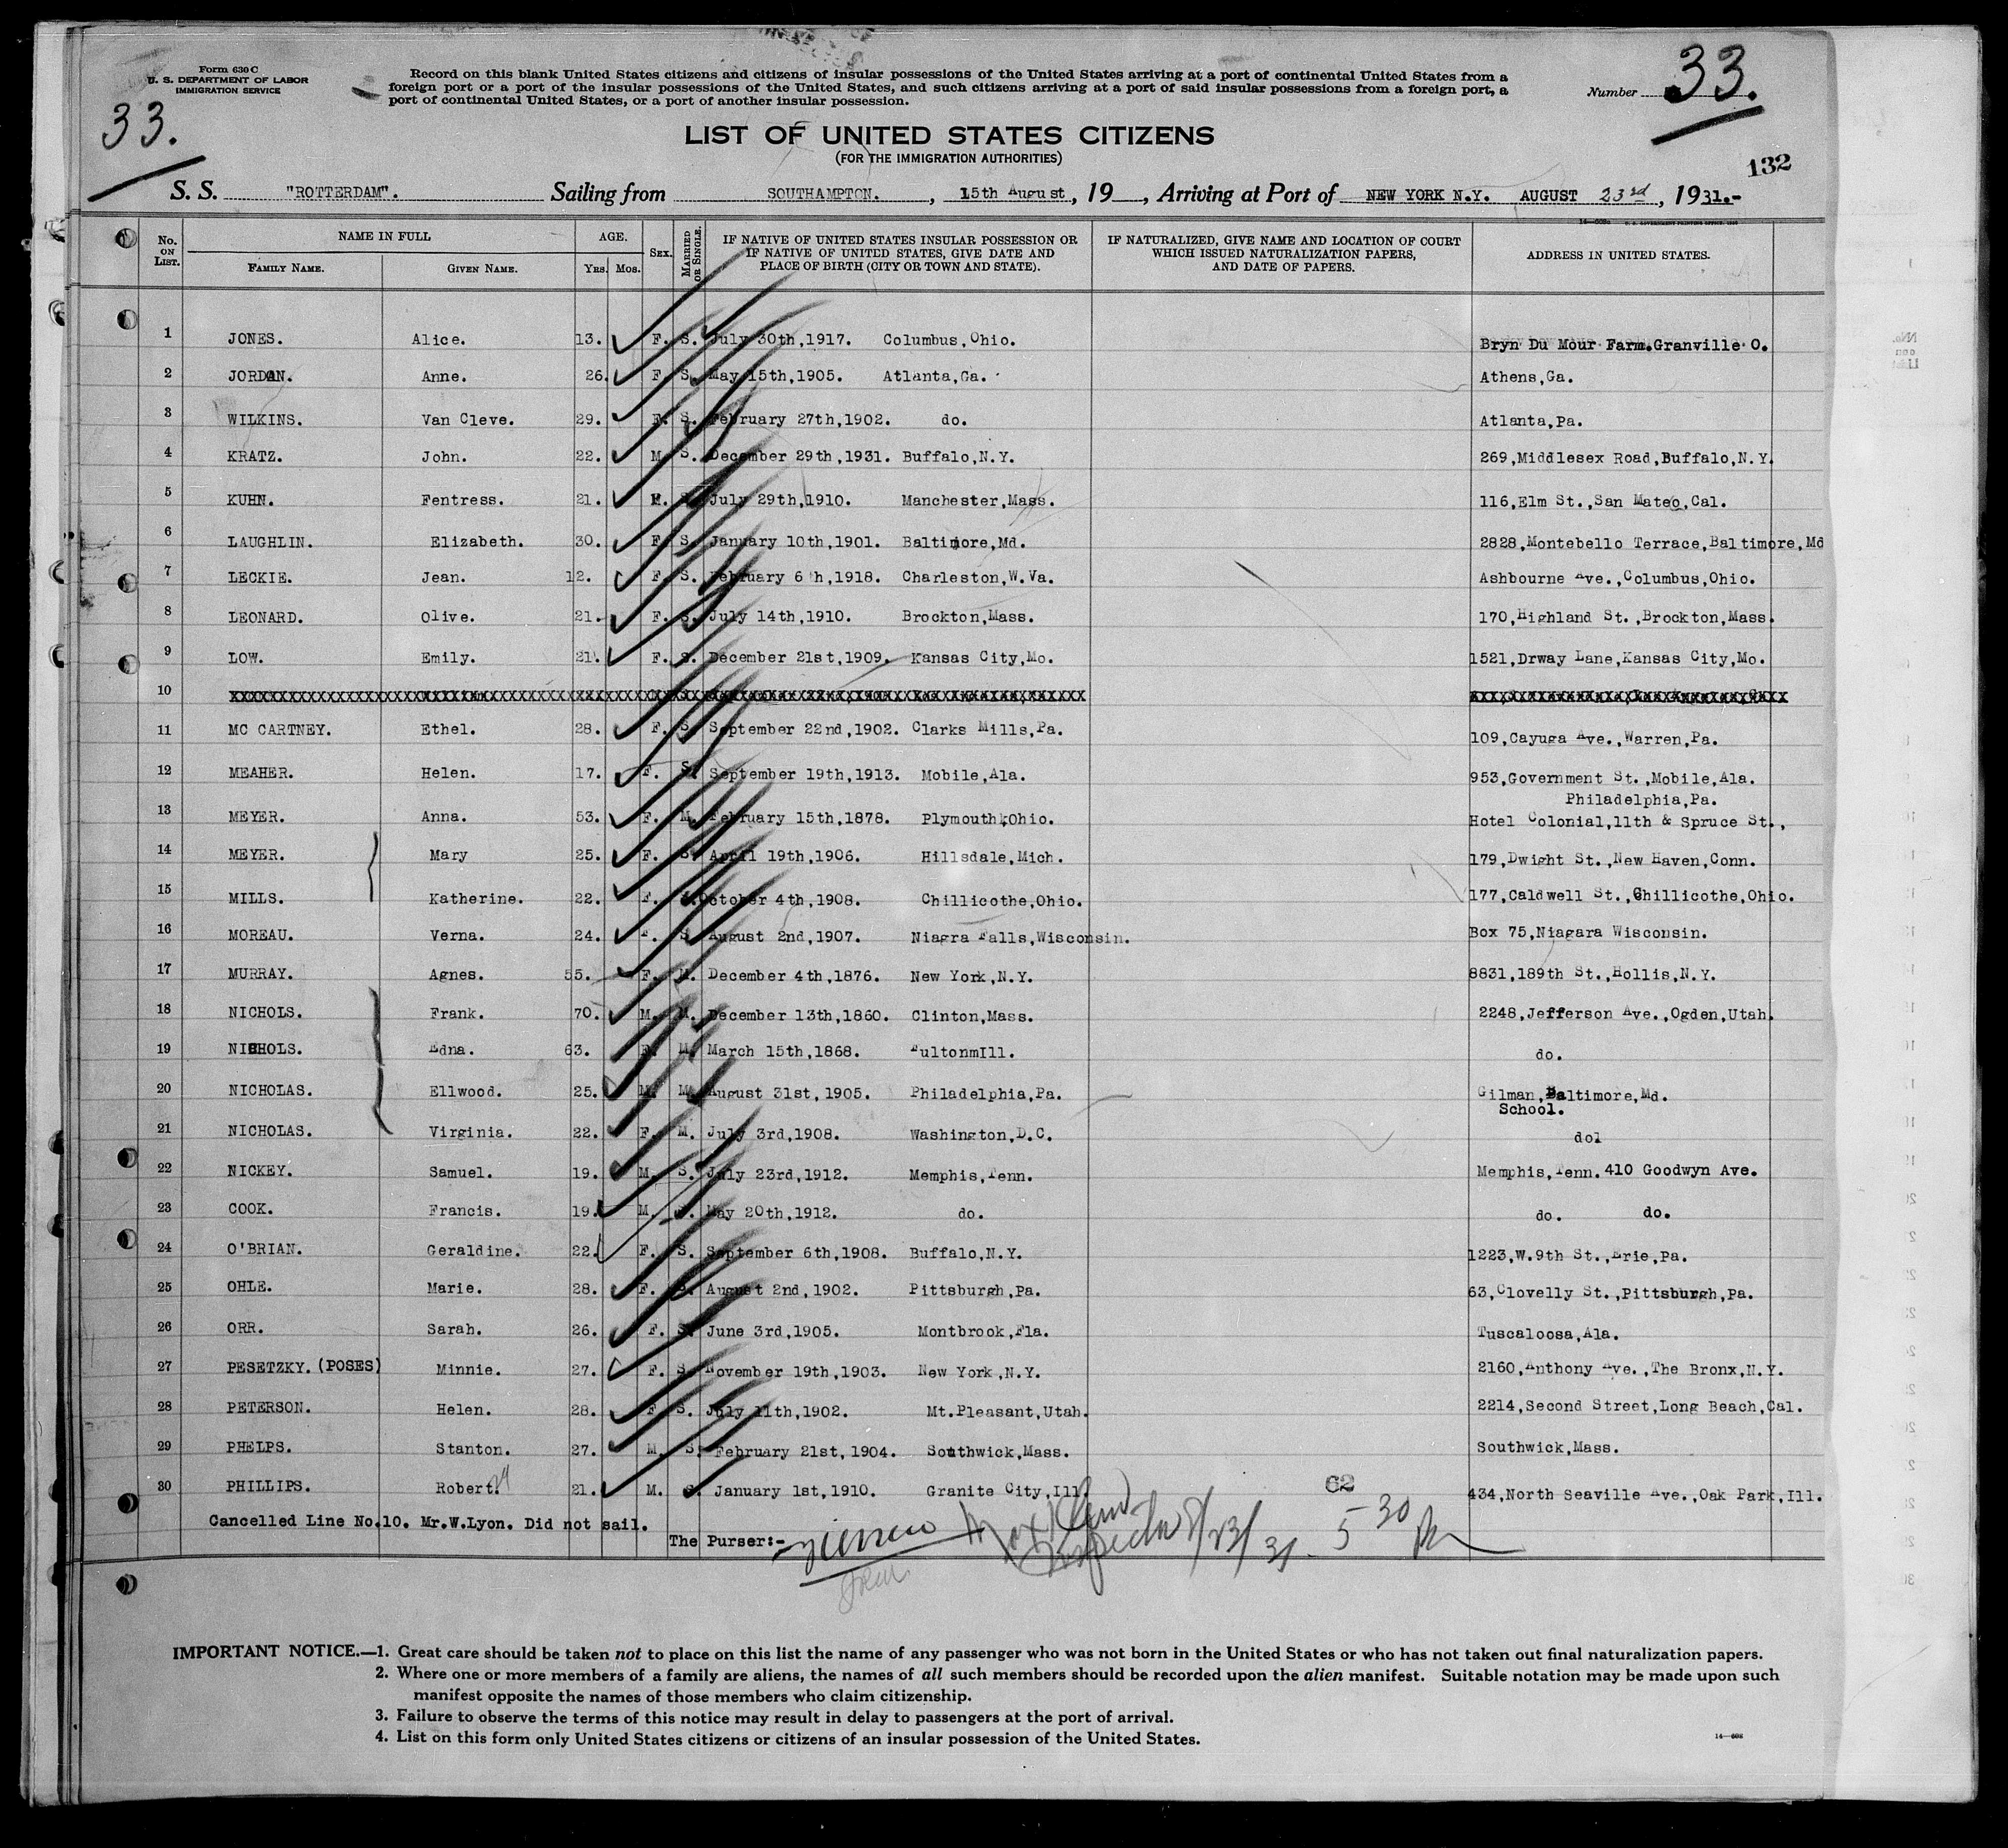 Form 630 C
U. S. DEPARTMENT OF LABOR
IMMIGRATION SERVICE
Record on this blank United States citizens and citizens of insular possessions of the United States arriving at a port of continental United States from a
foreign port or a port of the insular possessions of the United States, and such citizens arriving at a port of said insular possessions from a foreign port, a
port of continental United States, or a port of another insular possession.
Number 33.
33.
LIST OF UNITED STATES CITIZENS
(FOR THE IMMIGRATION AUTHORITIES)
132
S. S. "ROTTERDAM". Sailing from SOUTHAMPTON. , 15th August , 19 , Arriving at Port of NEW YORK N.Y. AUGUST 23rd , 1931.-
No. ON LIST. NAME IN FULL AGE. SEX. MARRIED OR SINGLE. IF NATIVE OF UNITED STATES INSULAR POSSESSION OR IF NATIVE OF UNITED STATES, GIVE DATE AND PLACE OF BIRTH (CITY OR TOWN AND STATE). IF NATURALIZED, GIVE NAME AND LOCATION OF COURT WHICH ISSUED NATURALIZATION PAPERS, AND DATE OF PAPERS. ADDRESS IN UNITED STATES.
FAMILY NAME. GIVEN NAME. YRS. MOS.
1 JONES. Alice. 13. F. S. July 30th,1917. Columbus,Ohio. Bryn Du Mour Farm.Granville O.
2 JORDAN. Anne. 26. F. S. May 15th,1905. Atlanta,Ga. Athens,Ga.
3 WILKINS. Van Cleve. 29. F. S. February 27th,1902. do. Atlanta,Pa.
4 KRATZ. John. 22. M. S. December 29th,1931. Buffalo,N.Y. 269,Middlesex Road,Buffalo,N.Y.
5 KUHN. Fentress. 21. M. July 29th,1910. Manchester,Mass. 116,Elm St.,San Mateo,Cal.
6 LAUGHLIN. Elizabeth. 30. F. S. January 10th,1901. Baltimore,Md. 2828,Montebello Terrace,Baltimore,Md
7 LECKIE. Jean. 12. F. S. February 6th,1918. Charleston,W.Va. Ashbourne Ave.,Columbus,Ohio.
8 LEONARD. Olive. 21. F. S. July 14th,1910. Brockton,Mass. 170,Highland St.,Brockton,Mass.
9 LOW. Emily. 21. F. S. December 21st,1909. Kansas City,Mo. 1521,Drway Lane,Kansas City,Mo.
10
11 MC CARTNEY. Ethel. 28. F. S. September 22nd,1902. Clarks Mills,Pa. 109,Cayuga Ave.,Warren,Pa.
12 MEAHER. Helen. 17. F. S. September 19th,1913. Mobile,Ala. 953,Government St.,Mobile,Ala.
Philadelphia,Pa.
13 MEYER. Anna. 53. F. M. February 15th,1878. Plymouth,Ohio. Hotel Colonial,11th & Spruce St.,
14 MEYER. Mary 25. F. S. April 19th,1906. Hillsdale,Mich. 179,Dwight St.,New Haven,Conn.
15 MILLS. Katherine. 22. F. October 4th,1908. Chillicothe,Ohio. 177,Caldwell St.,Chillicothe,Ohio.
16 MOREAU. Verna. 24. F. S. August 2nd,1907. Niagra Falls,Wisconsin. Box 75,Niagara Wisconsin.
17 MURRAY. Agnes. 55. F. M. December 4th,1876. New York,N.Y. 8831,189th St.,Hollis,N.Y.
18 NICHOLS. Frank. 70. M. M. December 13th,1860. Clinton,Mass. 2248,Jefferson Ave.,Ogden,Utah.
19 NICHOLS. Edna. 63. F. M. March 15th,1868. FultonmIll. do.
20 NICHOLAS. Ellwood. 25. M. M. August 31st,1905. Philadelphia,Pa. Gilman,Baltimore,Md.
School.
21 NICHOLAS. Virginia. 22. F. M. July 3rd,1908. Washington,D.C. dol
22 NICKEY. Samuel. 19. M. S. July 23rd,1912. Memphis,Tenn. Memphis,Tenn. 410 Goodwyn Ave.
23 COOK. Francis. 19. M. S. May 20th,1912. do. do. do.
24 O'BRIAN. Geraldine. 22. F. S. September 6th,1908. Buffalo,N.Y. 1223,W.9th St.,Erie,Pa.
25 OHLE. Marie. 28. F. S. August 2nd,1902. Pittsburgh,Pa. 63,Clovelly St.,Pittsburgh,Pa.
26 ORR. Sarah. 26. F. S. June 3rd,1905. Montbrook,Fla. Tuscaloosa,Ala.
27 PESETZKY. (POSES) Minnie. 27. F. S. November 19th,1903. New York,N.Y. 2160,Anthony Ave.,The Bronx,N.Y.
28 PETERSON. Helen. 28. F S. July 11th,1902. Mt.Pleasant,Utah. 2214,Second Street,Long Beach,Cal.
29 PHELPS. Stanton. 27. M. S. February 21st,1904. Southwick,Mass. Southwick,Mass.
30 PHILLIPS. Robert. 21. M. S. January 1st,1910. Granite City,Ill. 434,North Seaville Ave.,Oak Park,Ill.
62
Cancelled Line No.10. Mr.W.Lyon. Did not sail.
The Purser:- Inspector 8/23/31. 5 30 Pm
IMPORTANT NOTICE.—1. Great care should be taken not to place on this list the name of any passenger who was not born in the United States or who has not taken out final naturalization papers.
2. Where one or more members of a family are aliens, the names of all such members should be recorded upon the alien manifest. Suitable notation may be made upon such
manifest opposite the names of those members who claim citizenship.
3. Failure to observe the terms of this notice may result in delay to passengers at the port of arrival.
4. List on this form only United States citizens or citizens of an insular possession of the United States.